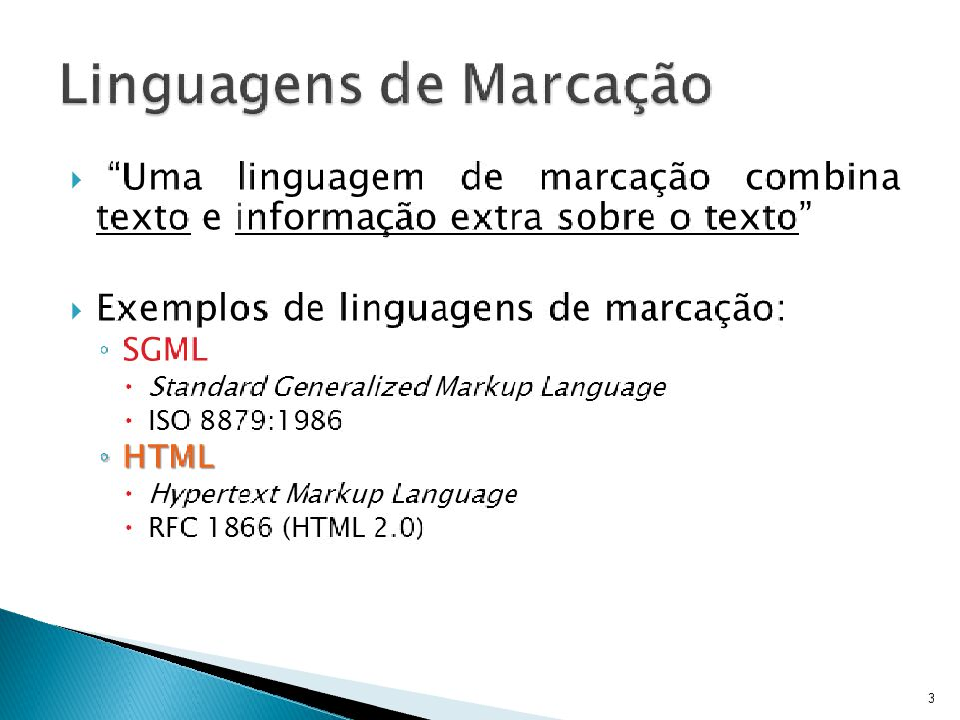 Linguagens de Marcação
“Uma linguagem de marcação combina
texto e informação extra sobre o texto”
Exemplos de linguagens de marcação:
SGML
Standard Generalized Markup Language
ISO 8879:1986
HTML
Hypertext Markup Language
RFC 1866 (HTML 2.0)
3